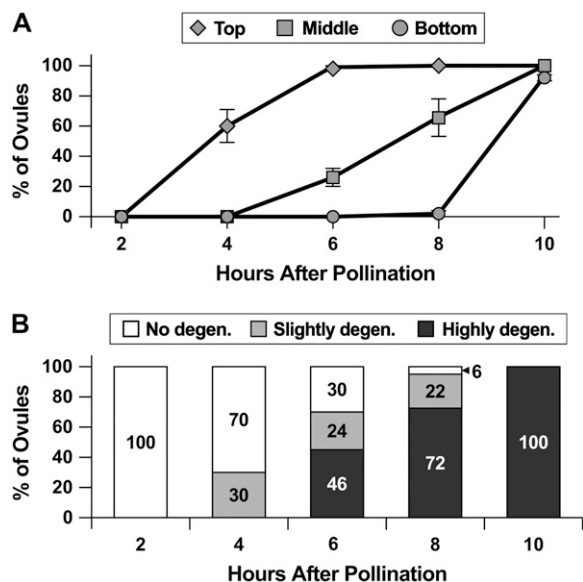 A
Top Middle Bottom
100
80
60
40
20
0
% of Ovules
2 4 6 8 10
Hours After Pollination
B
No degen. Slightly degen. Highly degen.
100
80
60
40
20
0
% of Ovules
100
70
30
30
24
46
6
22
72
100
2 4 6 8 10
Hours After Pollination